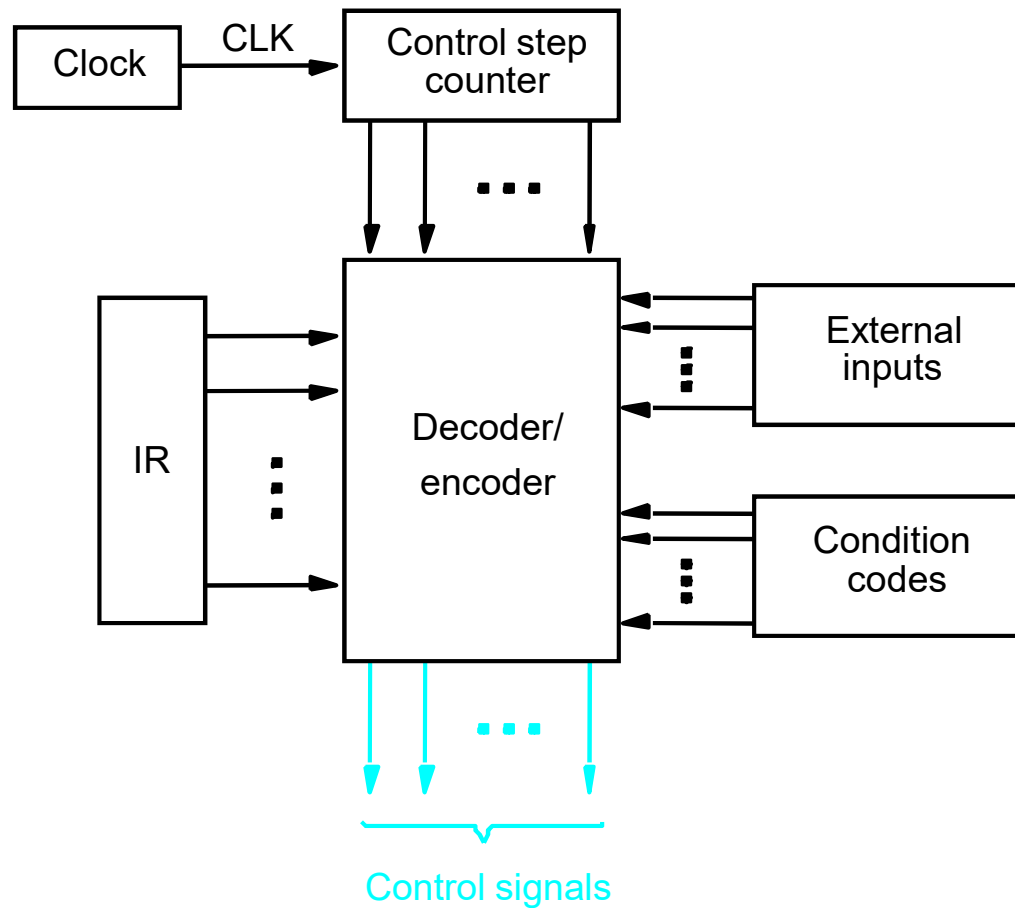 Clock
CLK
Control step
counter
IR
Decoder/
encoder
External
inputs
Condition
codes
Control signals